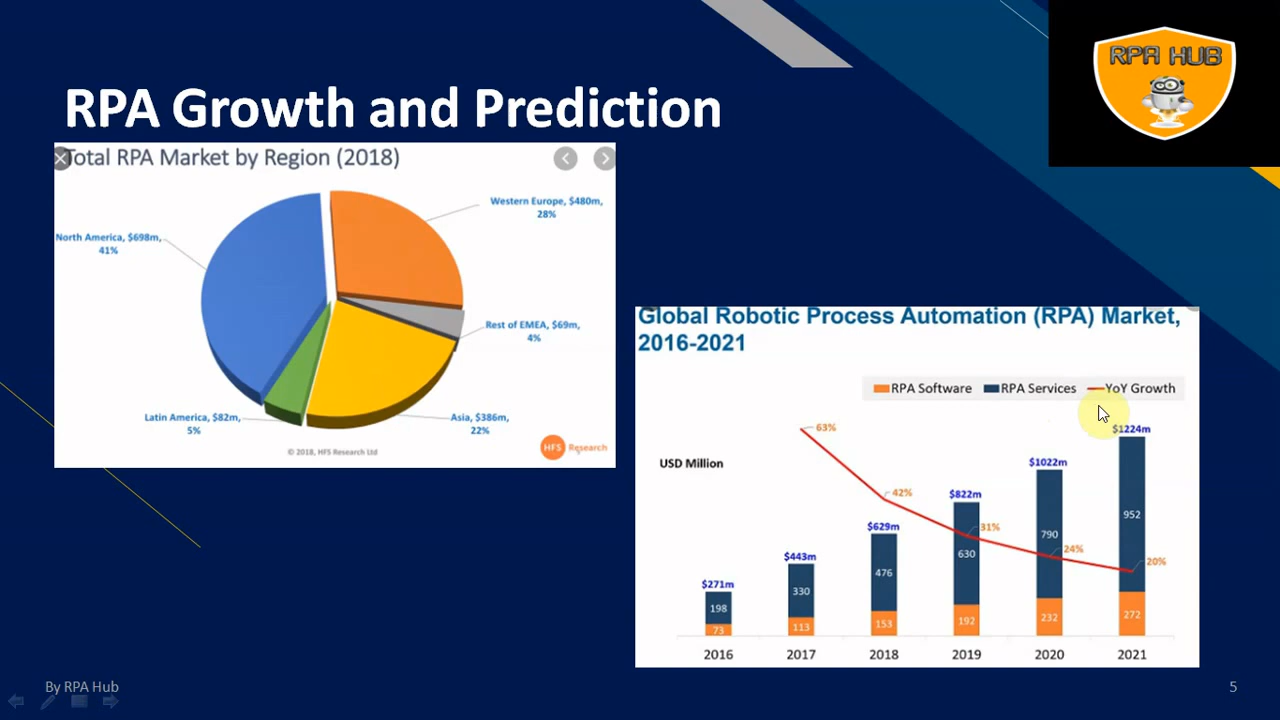 RPA HUB
RPA Growth and Prediction
Total RPA Market by Region (2018)
Western Europe, $480m,
28%
North America, $698m,
41%
Rest of EMEA, $69m,
4%
Latin America, $82m,
5%
Asia, $386m,
22%
© 2018, HFS Research Ltd
HFS Research
Global Robotic Process Automation (RPA) Market,
2016-2021
RPA Software RPA Services YoY Growth
USD Million
63%
42%
31%
24%
20%
$271m
$443m
$629m
$822m
$1022m
$1224m
198
330
476
630
790
952
73
113
153
192
232
272
2016 2017 2018 2019 2020 2021
By RPA Hub
5